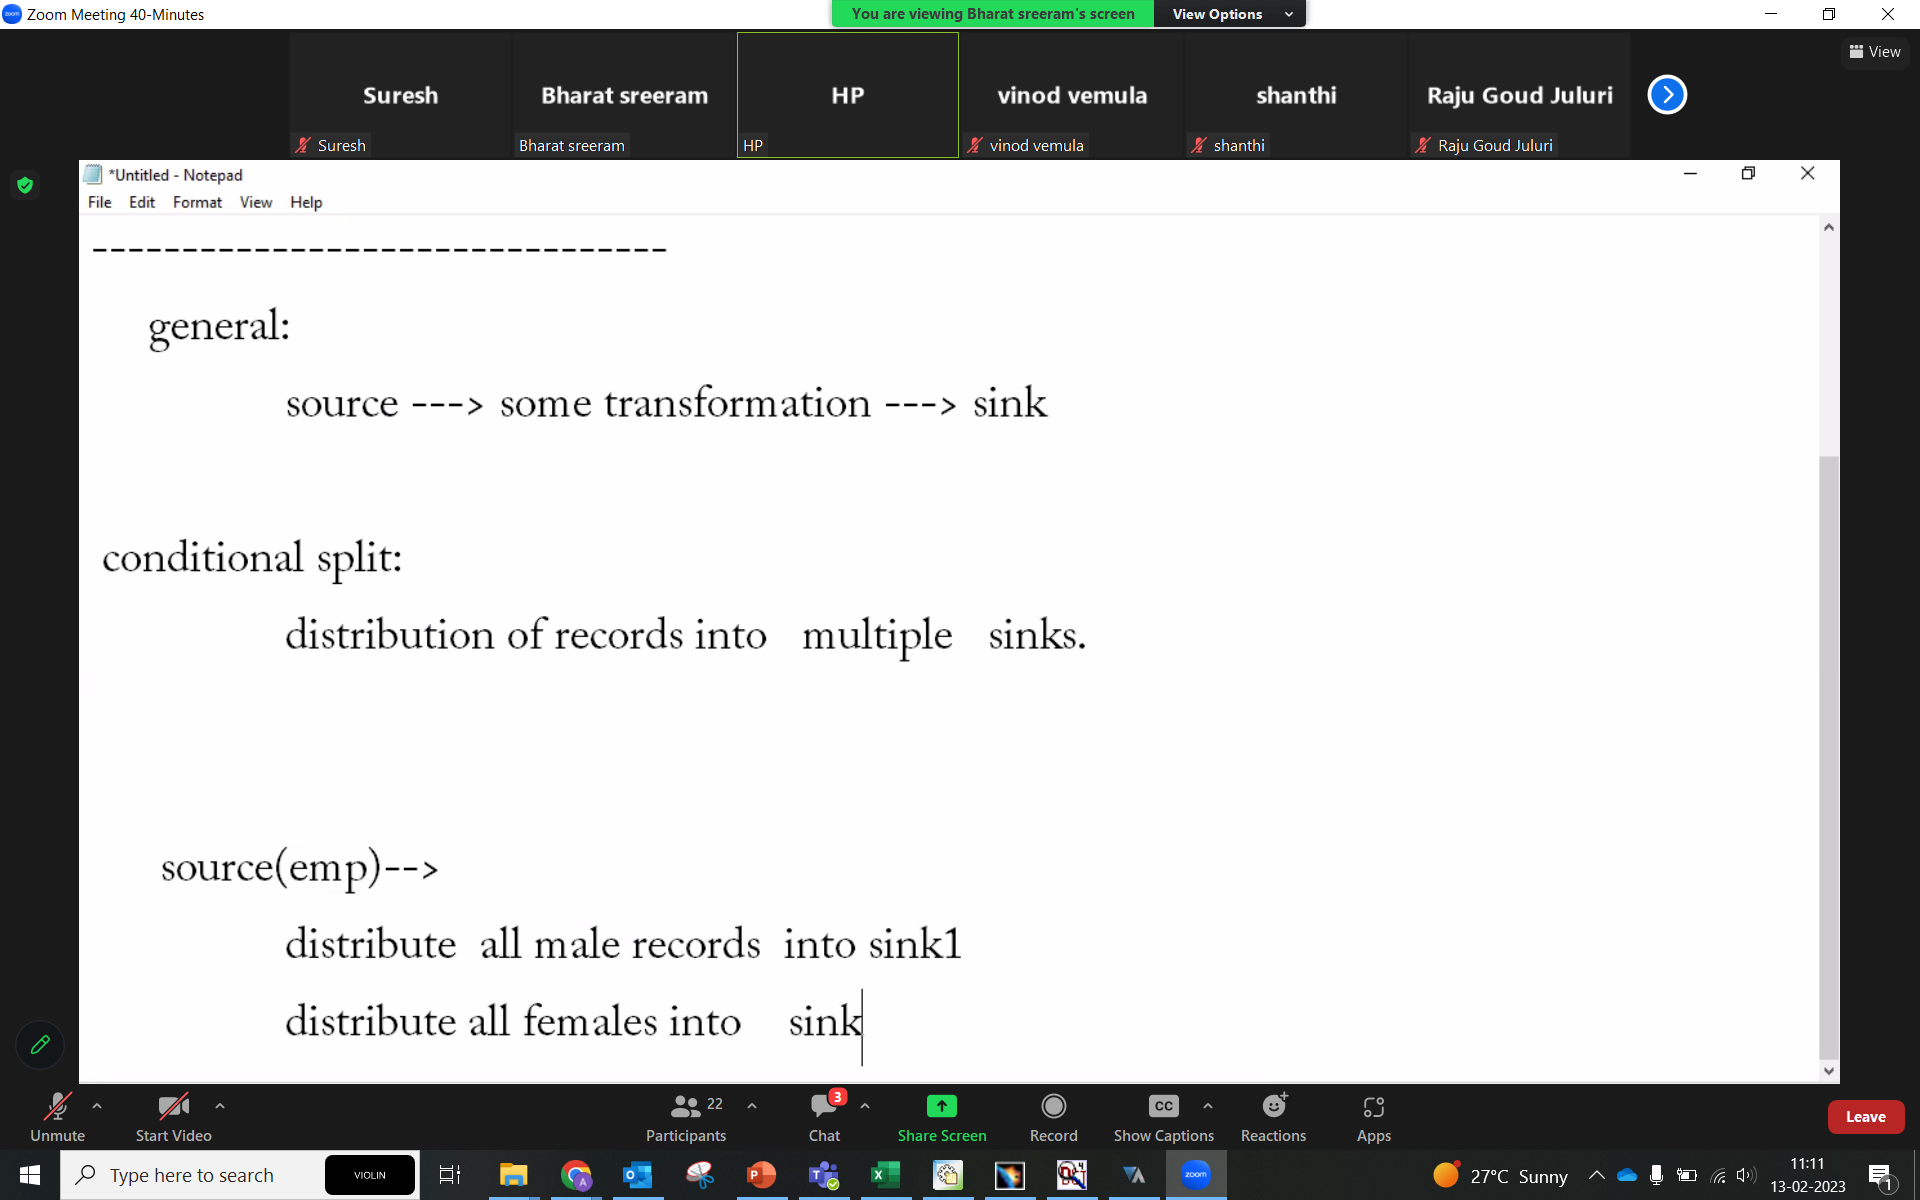 Zoom Meeting 40-Minutes
You are viewing Bharat sreeram's screen
View Options
View
Suresh
Bharat sreeram
HP
vinod vemula
shanthi
Raju Goud Juluri
Suresh
Bharat sreeram
HP
vinod vemula
shanthi
Raju Goud Juluri
*Untitled - Notepad
File Edit Format View Help
--------------------------------
general:
source ---> some transformation ---> sink
conditional split:
distribution of records into multiple sinks.
source(emp)-->
distribute all male records into sink1
distribute all females into sink
Unmute
Start Video
22
Participants
3
Chat
Share Screen
Record
CC
Show Captions
Reactions
Apps
Leave
Type here to search
VIOLIN
zoom
27°C Sunny
11:11
13-02-2023
1